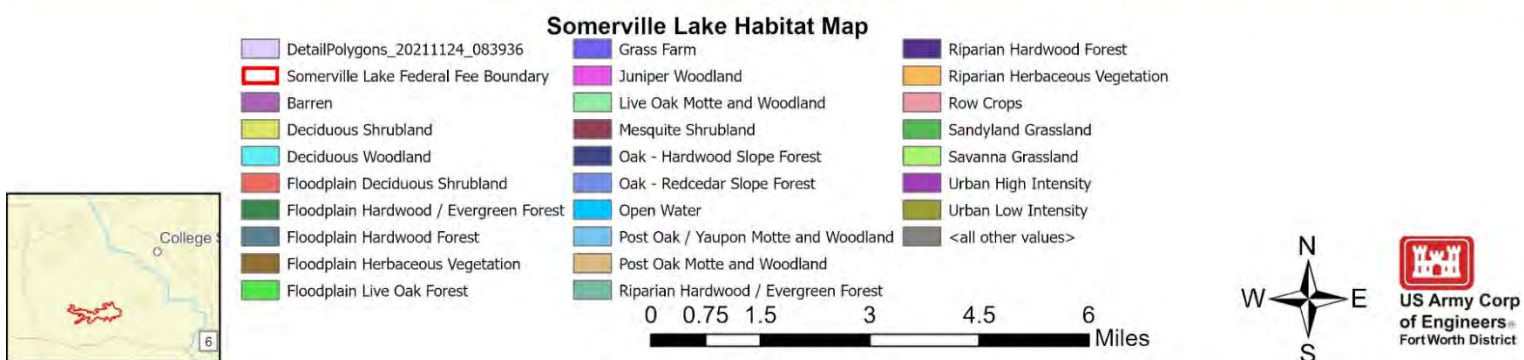 Somerville Lake Habitat Map
DetailPolygons_20211124_083936
Somerville Lake Federal Fee Boundary
Barren
Deciduous Shrubland
Deciduous Woodland
Floodplain Deciduous Shrubland
Floodplain Hardwood / Evergreen Forest
Floodplain Hardwood Forest
Floodplain Herbaceous Vegetation
Floodplain Live Oak Forest
Grass Farm
Juniper Woodland
Live Oak Motte and Woodland
Mesquite Shrubland
Oak - Hardwood Slope Forest
Oak - Redcedar Slope Forest
Open Water
Post Oak / Yaupon Motte and Woodland
Post Oak Motte and Woodland
Riparian Hardwood / Evergreen Forest
Riparian Hardwood Forest
Riparian Herbaceous Vegetation
Row Crops
Sandyland Grassland
Savanna Grassland
Urban High Intensity
Urban Low Intensity
<all other values>
College S
6
0 0.75 1.5 3 4.5 6
Miles
N
W E
S
US Army Corp
of Engineers®
Fort Worth District